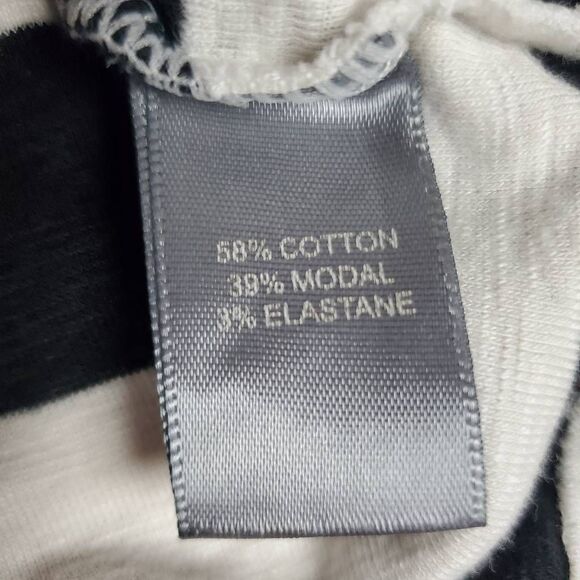 58% COTTON
39% MODAL
3% ELASTANE